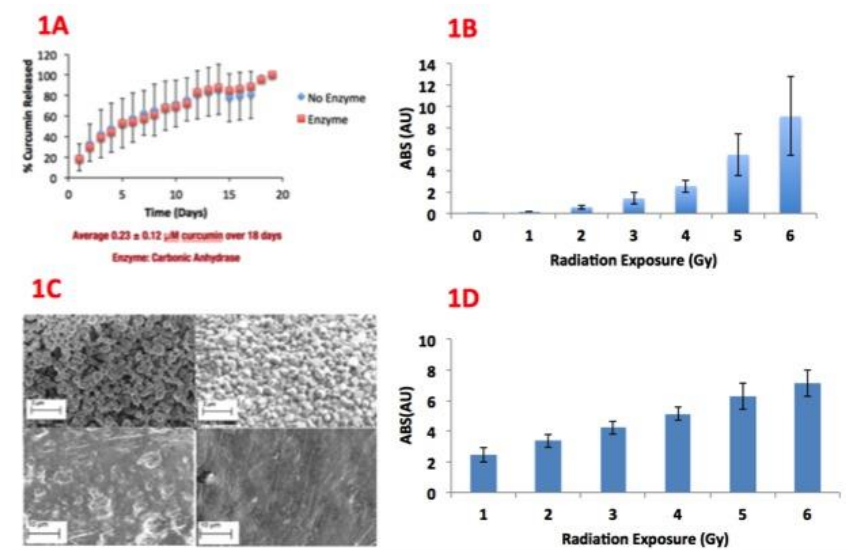 1A
% Curcumin Released
120
100
80
60
40
20
0
0 5 10 15 20
Time (Days)
No Enzyme
Enzyme
Average 0.23 ± 0.12 µM curcumin over 18 days
Enzyme: Carbonic Anhydrase
1B
ABS (AU)
14
12
10
8
6
4
2
0
0 1 2 3 4 5 6
Radiation Exposure (Gy)
1C
10 µm
1D
ABS(AU)
10
8
6
4
2
0
1 2 3 4 5 6
Radiation Exposure (Gy)